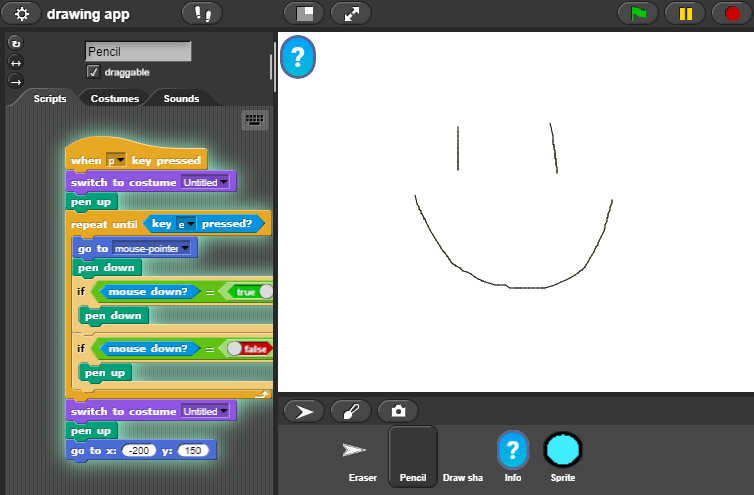 drawing app
Pencil
draggable
Scripts Costumes Sounds
when p key pressed
switch to costume Untitled
pen up
repeat until key e pressed?
go to mouse-pointer
pen down
if mouse down? = true
pen down
if mouse down? = false
pen up
switch to costume Untitled
pen up
go to x: -200 y: 150
?
?
Eraser Pencil Draw sha Info Sprite